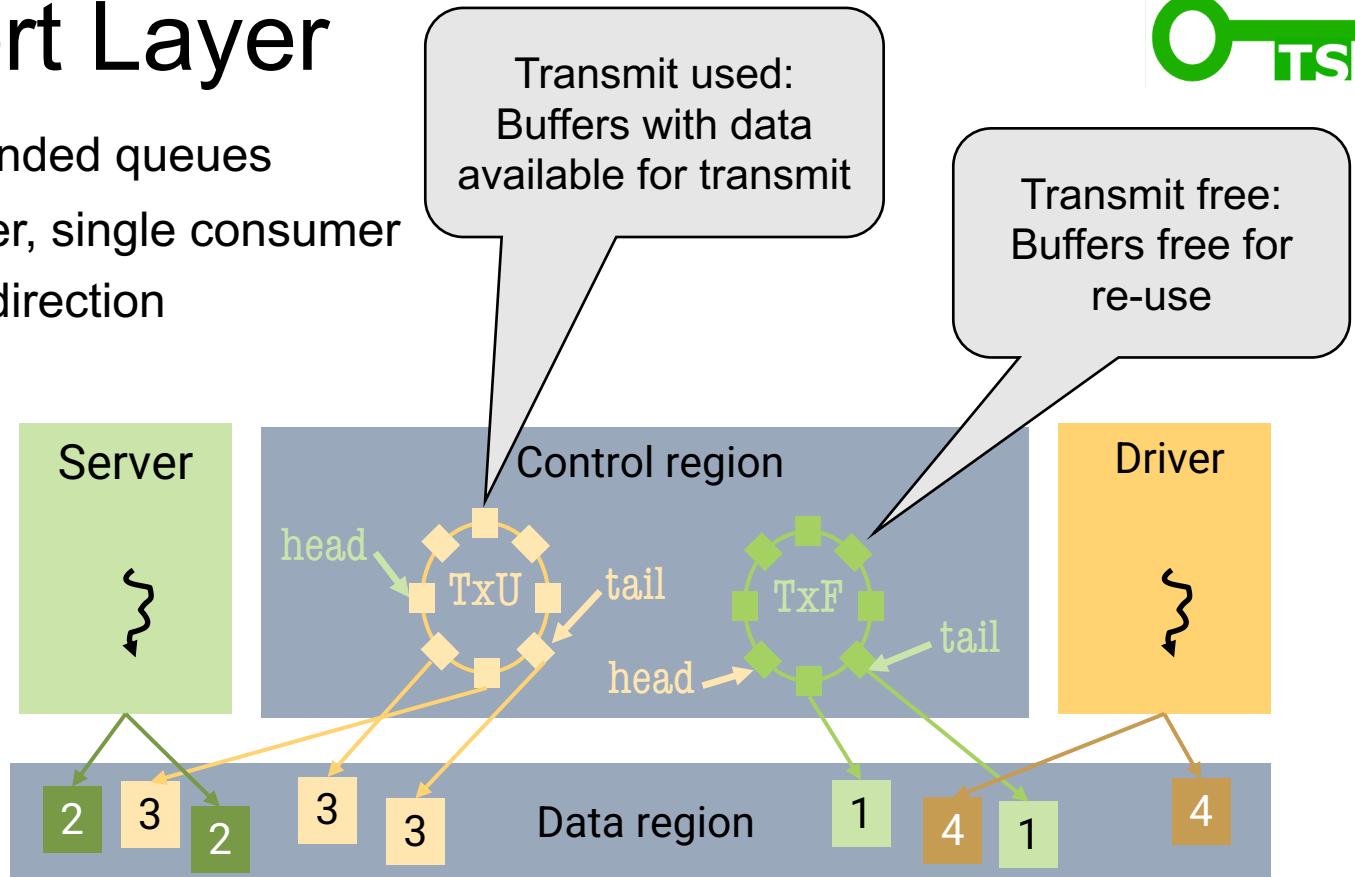 rt Layer
nded queues
er, single consumer
direction
Transmit used:
Buffers with data
available for transmit
TS
Transmit free:
Buffers free for
re-use
Server
Control region
Driver
head
TxU
tail
TxF
tail
head
2
3
2
3
3
Data region
1
4
1
4